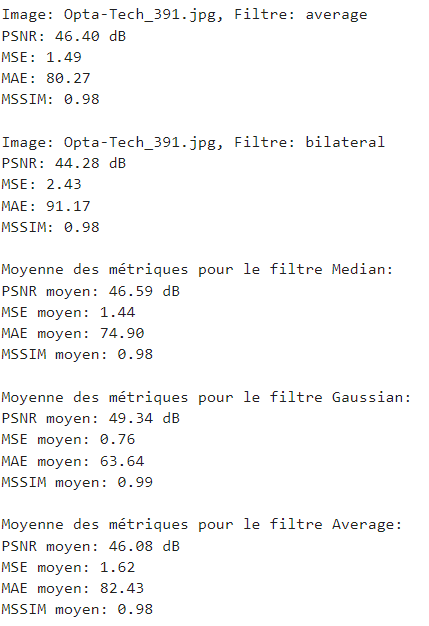 Image: Opta-Tech_391.jpg, Filtre: average
PSNR: 46.40 dB
MSE: 1.49
MAE: 80.27
MSSIM: 0.98
Image: Opta-Tech_391.jpg, Filtre: bilateral
PSNR: 44.28 dB
MSE: 2.43
MAE: 91.17
MSSIM: 0.98
Moyenne des métriques pour le filtre Median:
PSNR moyen: 46.59 dB
MSE moyen: 1.44
MAE moyen: 74.90
MSSIM moyen: 0.98
Moyenne des métriques pour le filtre Gaussian:
PSNR moyen: 49.34 dB
MSE moyen: 0.76
MAE moyen: 63.64
MSSIM moyen: 0.99
Moyenne des métriques pour le filtre Average:
PSNR moyen: 46.08 dB
MSE moyen: 1.62
MAE moyen: 82.43
MSSIM moyen: 0.98